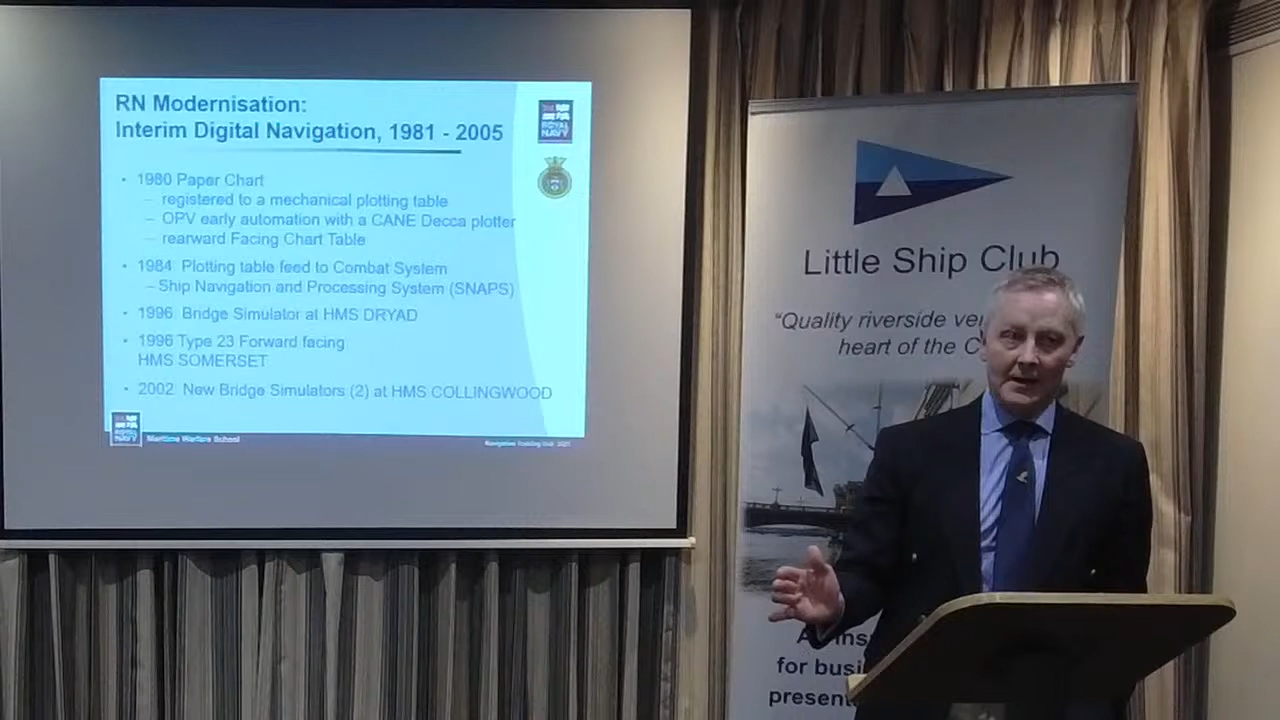 RN Modernisation:
Interim Digital Navigation, 1981 - 2005
• 1980 Paper Chart
– registered to a mechanical plotting table
– OPV early automation with a CANE Decca plotter
– rearward Facing Chart Table
• 1984: Plotting table feed to Combat System
– Ship Navigation and Processing System (SNAPS)
• 1996: Bridge Simulator at HMS DRYAD
• 1996 Type 23 Forward facing
HMS SOMERSET
• 2002: New Bridge Simulators (2) at HMS COLLINGWOOD
Maritime Warfare School
ROYAL
NAVY
Little Ship Club
"Quality riverside
heart of the C
for busi
present